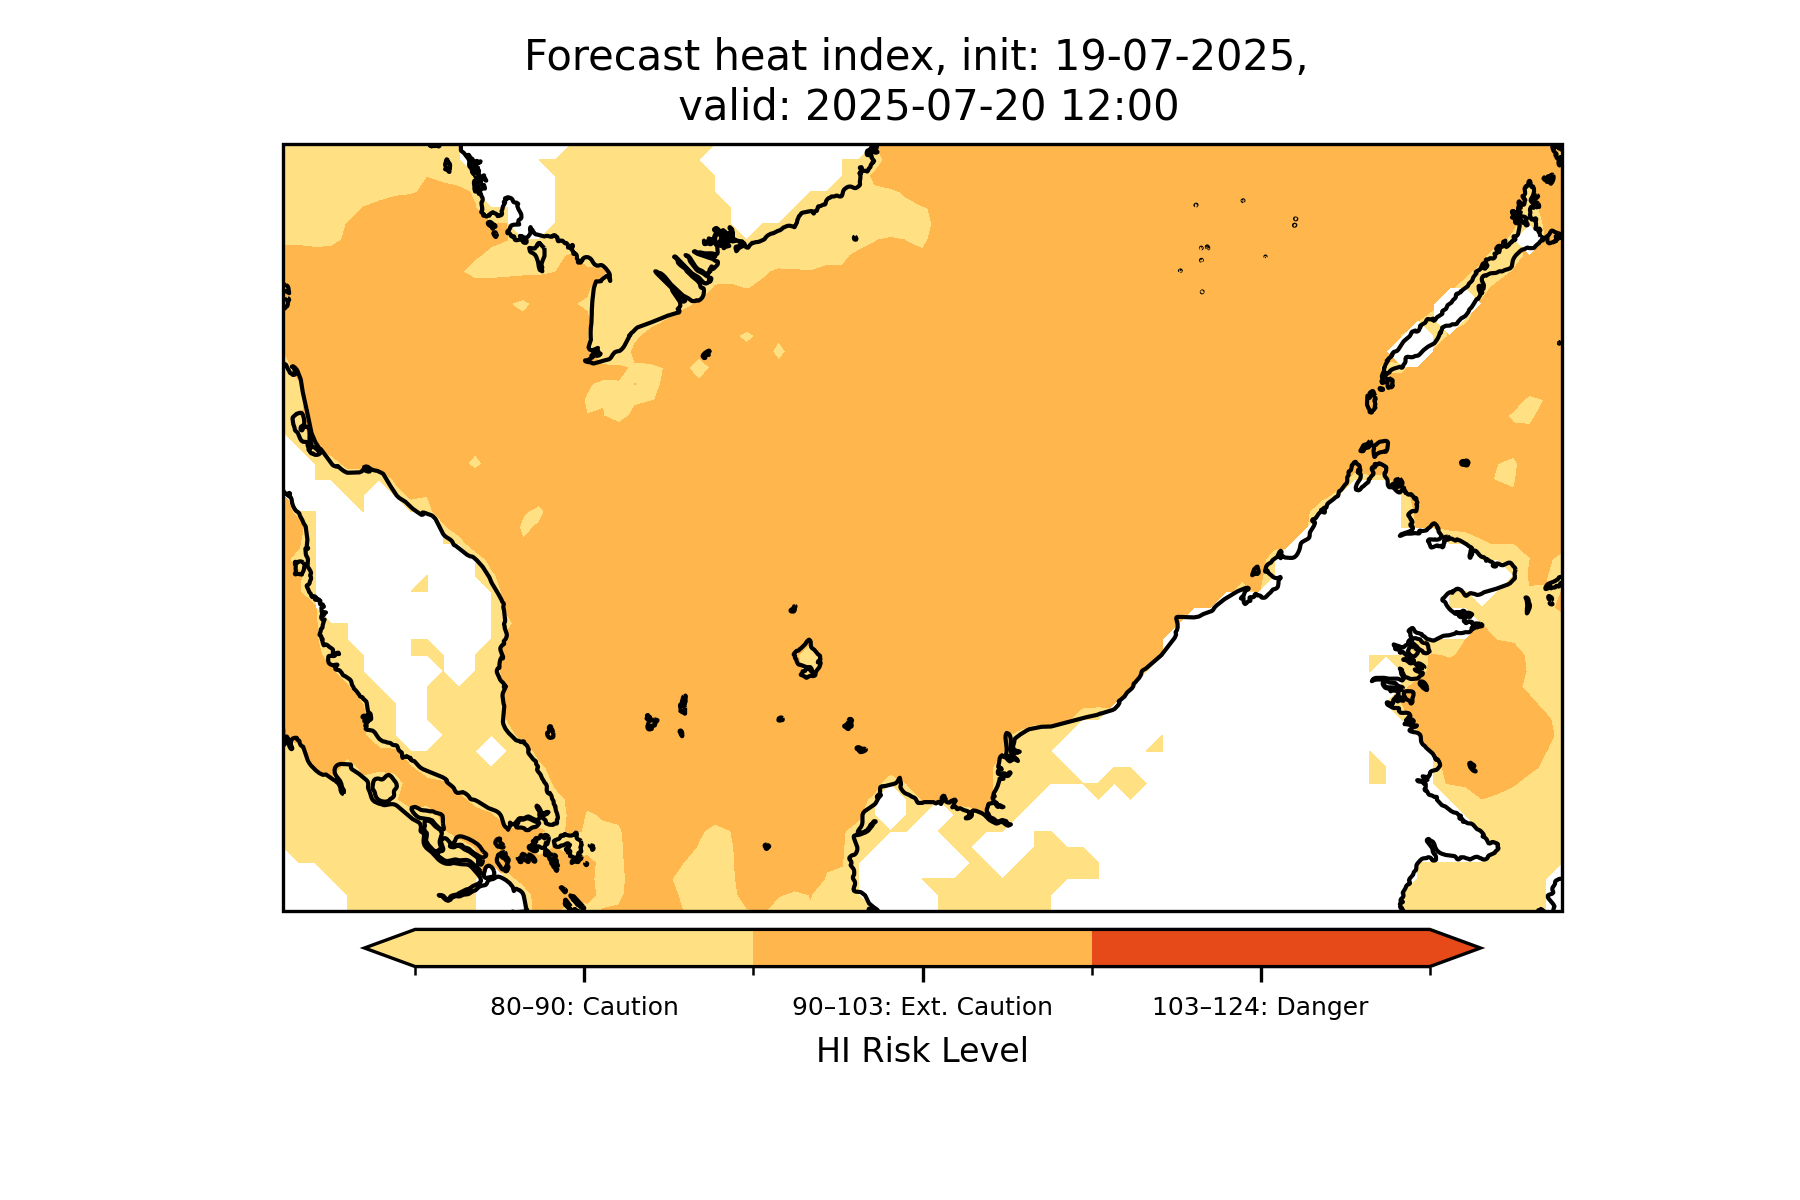 Forecast heat index, init: 19-07-2025,
valid: 2025-07-20 12:00
80–90: Caution
90–103: Ext. Caution
103–124: Danger
HI Risk Level